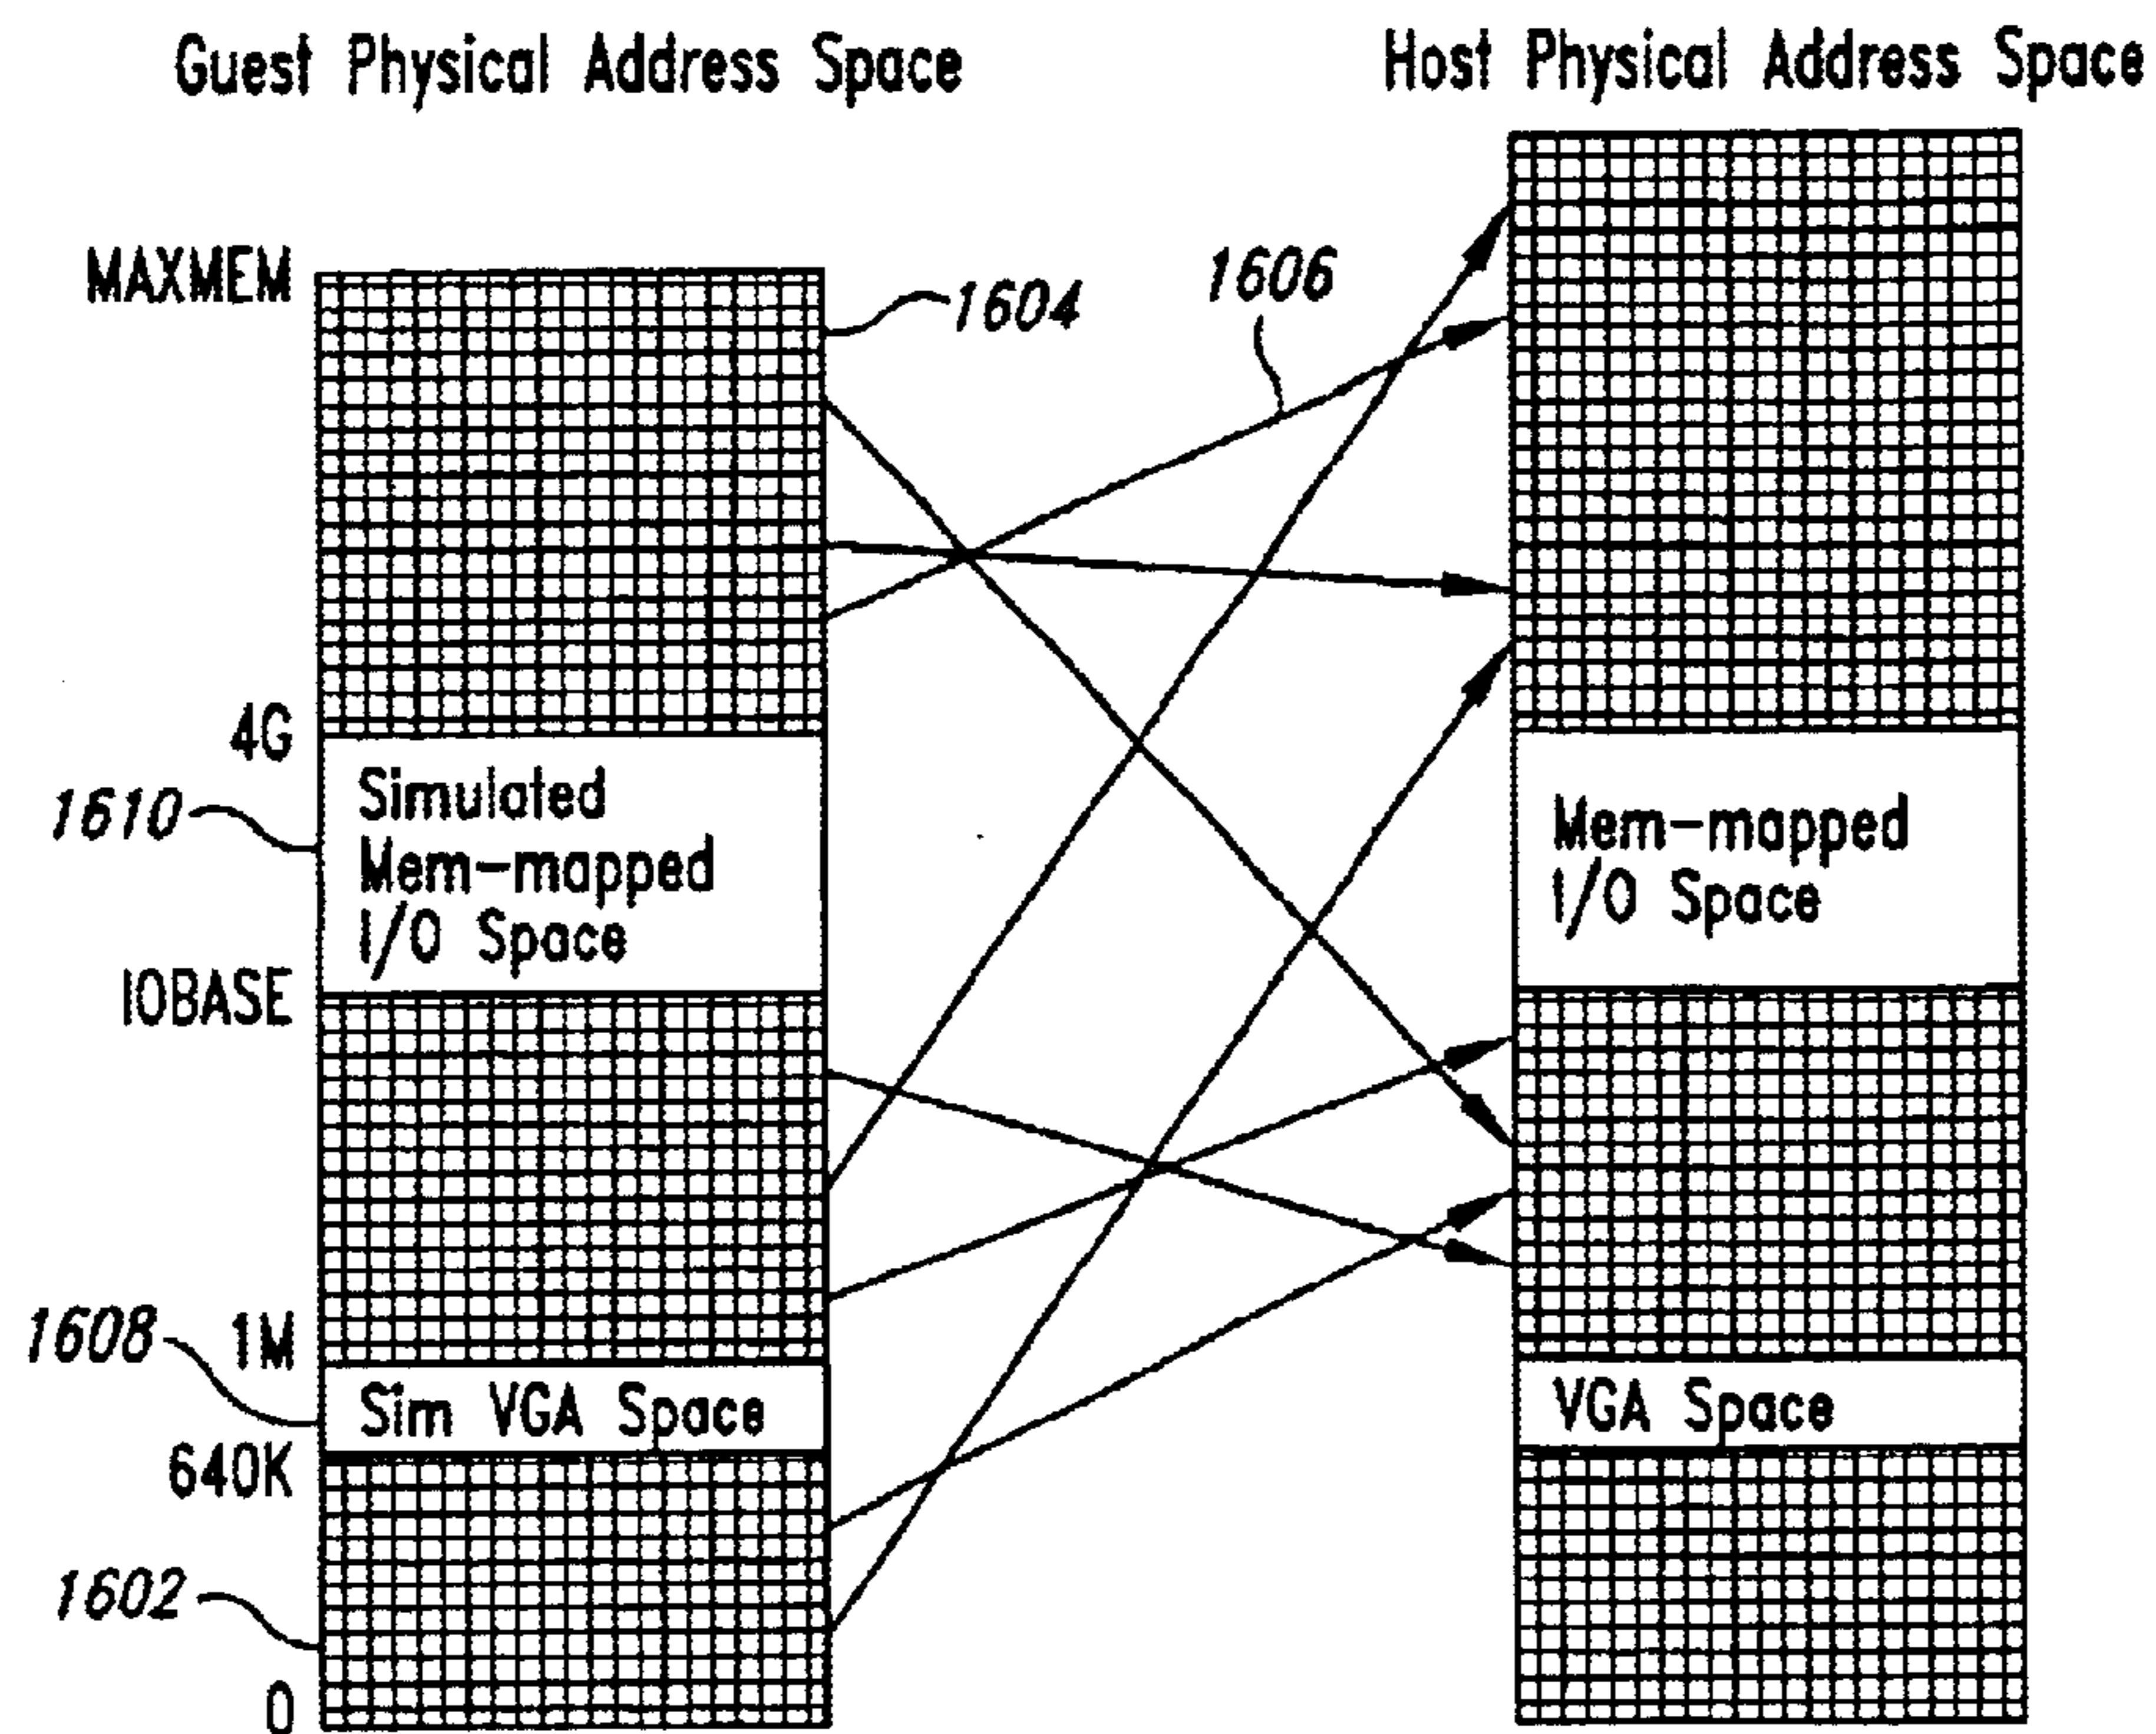 Guest Physical Address Space
Host Physical Address Space
MAXMEM
1604
1606
4G
1610
Simulated
Mem-mapped
I/O Space
Mem-mapped
I/O Space
IOBASE
1608
1M
Sim VGA Space
VGA Space
640K
1602
0